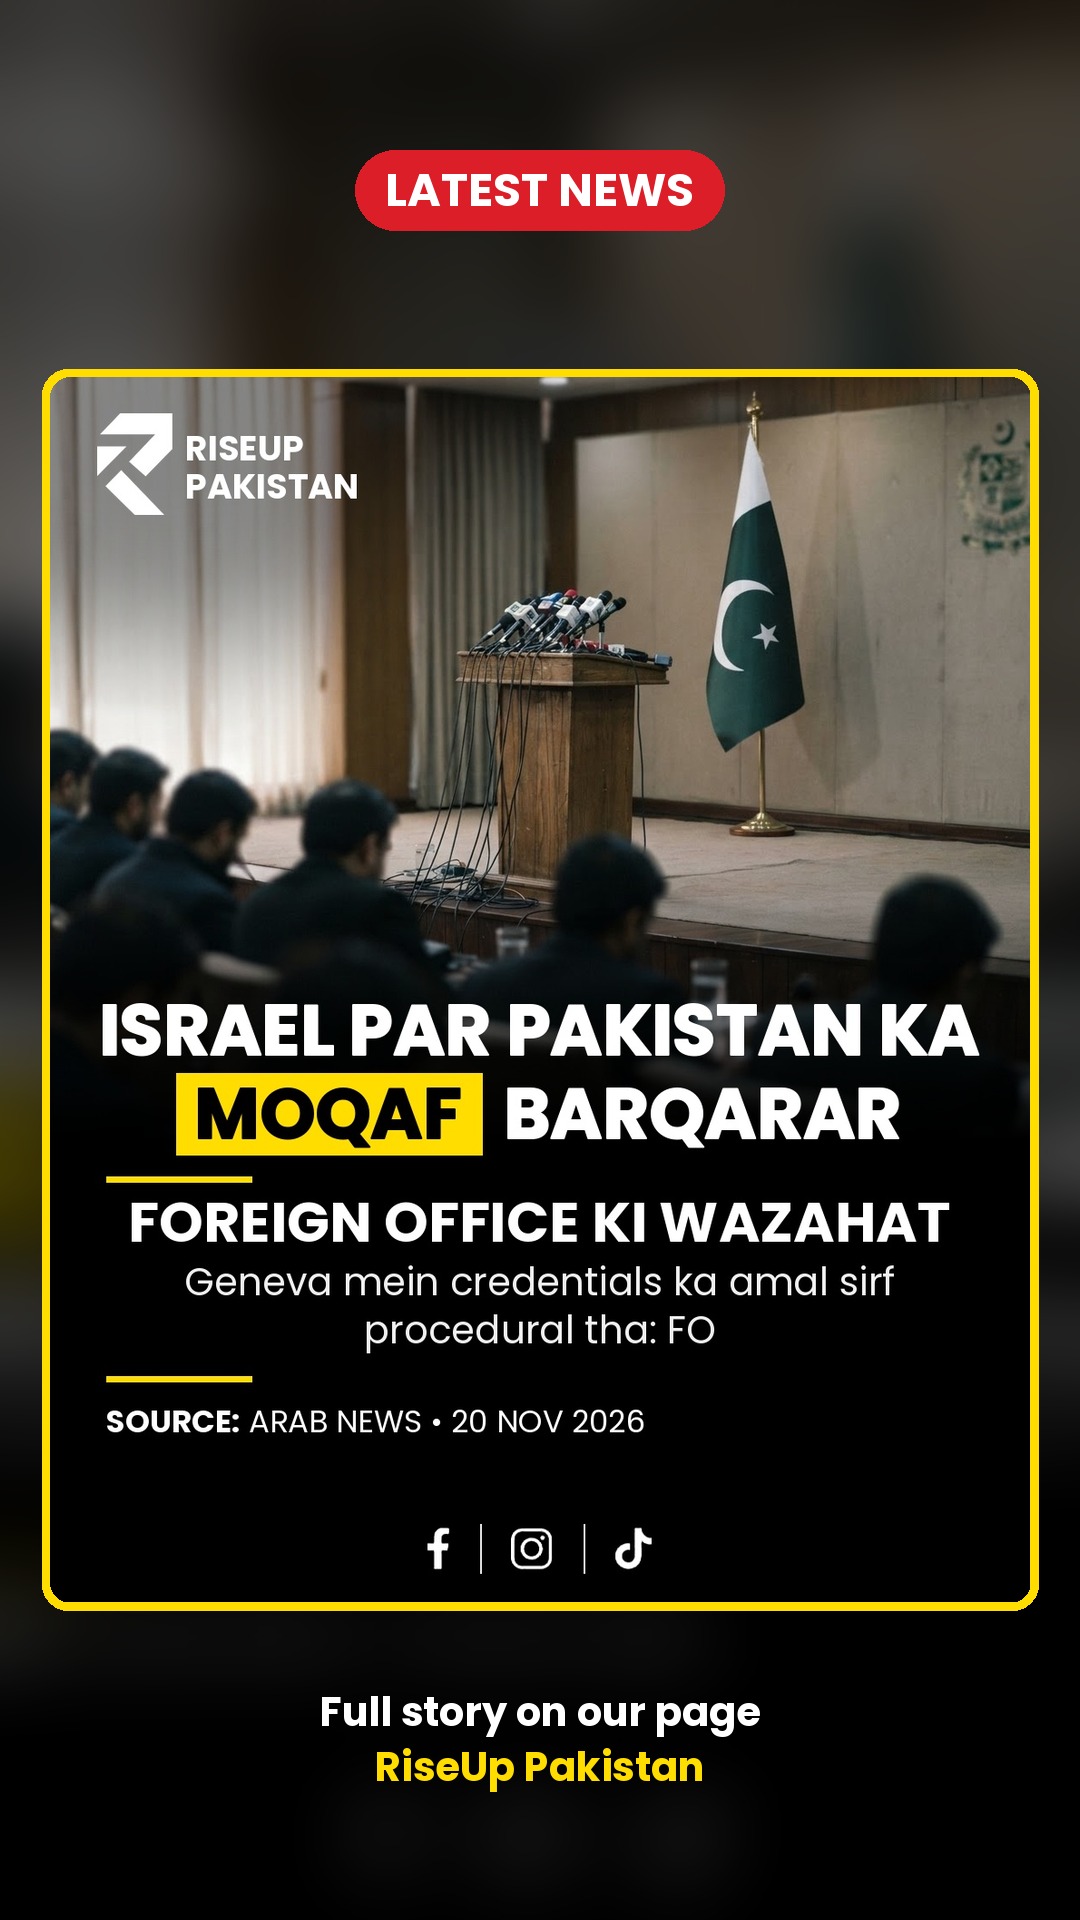 LATEST NEWS
RISEUP
PAKISTAN
ISRAEL PAR PAKISTAN KA
MOQAF BARQARAR
FOREIGN OFFICE KI WAZAHAT
Geneva mein credentials ka amal sirf
procedural tha: FO
SOURCE: ARAB NEWS • 20 NOV 2026
Full story on our page
RiseUp Pakistan